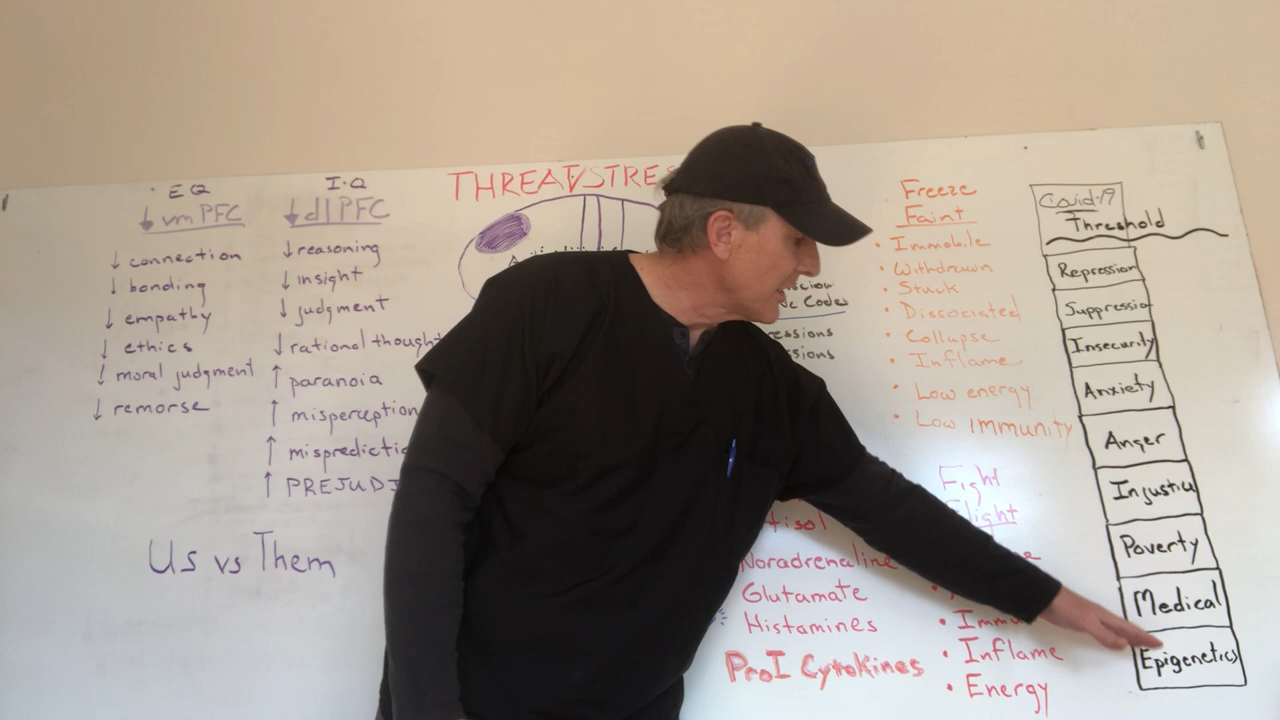 EQ
↓ vmPFC
↓ connection
↓ bonding
↓ empathy
↓ ethics
↓ moral judgment
↓ remorse
Us vs Them
I.Q
↓ dlPFC
↓ reasoning
↓ insight
↓ judgment
↓ rational thought
↑ paranoia
↑ misperception
↑
↑
THREAT/STRES
Codes
Noradrenaline
Glutamate
Histamines
ProI Cytokines
Freeze
Faint
• Immobile
• Withdrawn
• Stuck
• Dissociated
• Collapse
• Inflame
• Low energy
• Low Immunity
Fight
Flight
• Inflame
• Energy
Covid-19
Threshold
Repression
Suppression
Insecurity
Anxiety
Anger
Injustice
Poverty
Medical
Epigenetics